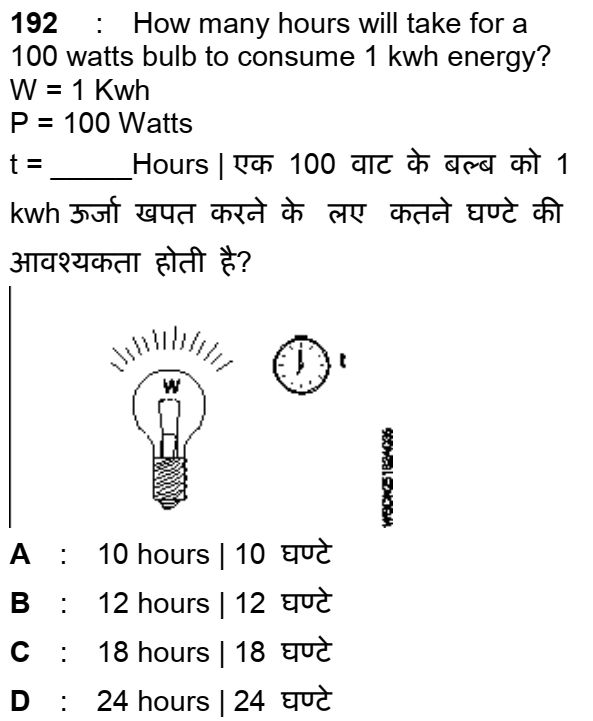 192 : How many hours will take for a
100 watts bulb to consume 1 kwh energy?
W = 1 Kwh
P = 100 Watts
t = _____Hours | एक 100 वाट के बल्ब को 1
kwh ऊर्जा खपत करने के लए कतने घण्टे की
आवश्यकता होती है?
W
t
A : 10 hours | 10 घण्टे
B : 12 hours | 12 घण्टे
C : 18 hours | 18 घण्टे
D : 24 hours | 24 घण्टे